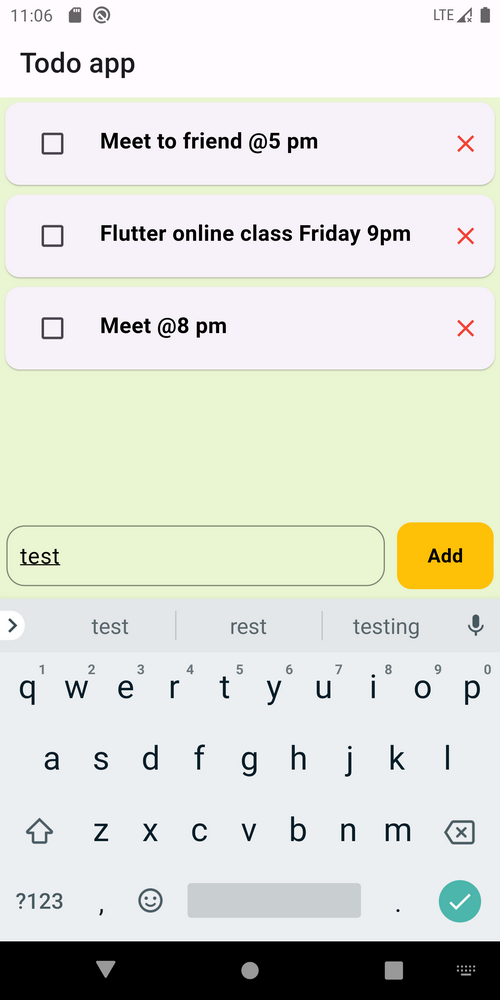 11:06 LTE
Todo app
Meet to friend @5 pm
Flutter online class Friday 9pm
Meet @8 pm
test Add
test rest testing
1 2 3 4 5 6 7 8 9 0
q w e r t y u i o p
a s d f g h j k l
z x c v b n m
?123 , .